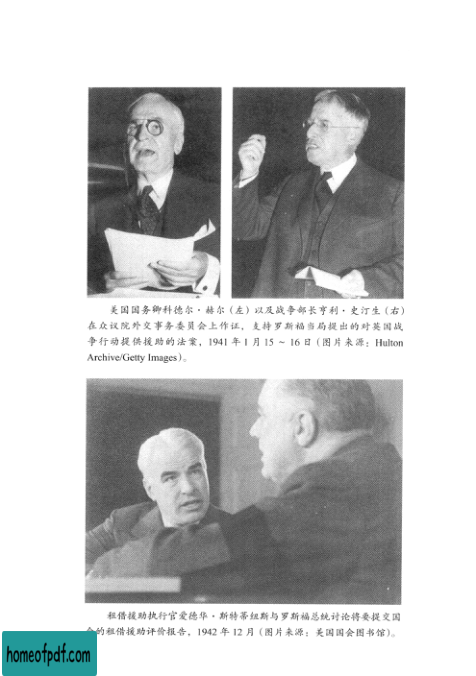 美国国务卿科德尔·赫尔（左）以及战争部长亨利·史汀生（右）
在众议院外交事务委员会上作证，支持罗斯福当局提出的对英国战
争行动提供援助的法案，1941 年 1 月 15 ~ 16 日（图片来源：Hulton
Archive/Getty Images）。
租借援助执行官爱德华·斯特蒂纽斯与罗斯福总统讨论将要提交国
会的租借援助评价报告，1942 年 12 月（图片来源：美国国会图书馆）。
homeofpdf.com